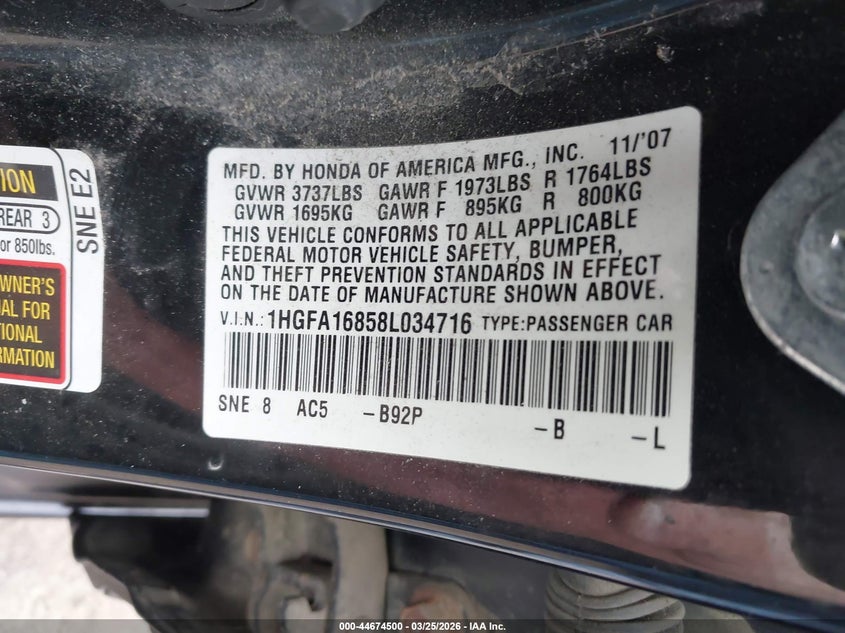 ION
REAR 3
or 850lbs.
OWNER'S
AL FOR
TIONAL
ORMATION
SNE E2
MFD. BY HONDA OF AMERICA MFG., INC. 11/'07
GVWR 3737LBS GAWR F 1973LBS R 1764LBS
GVWR 1695KG GAWR F 895KG R 800KG
THIS VEHICLE CONFORMS TO ALL APPLICABLE
FEDERAL MOTOR VEHICLE SAFETY, BUMPER,
AND THEFT PREVENTION STANDARDS IN EFFECT
ON THE DATE OF MANUFACTURE SHOWN ABOVE.
V.I.N.: 1HGFA16858L034716 TYPE:PASSENGER CAR
SNE 8 AC5 -B92P -B -L
000-44674500 | 03/25/2026 - IAA Inc.